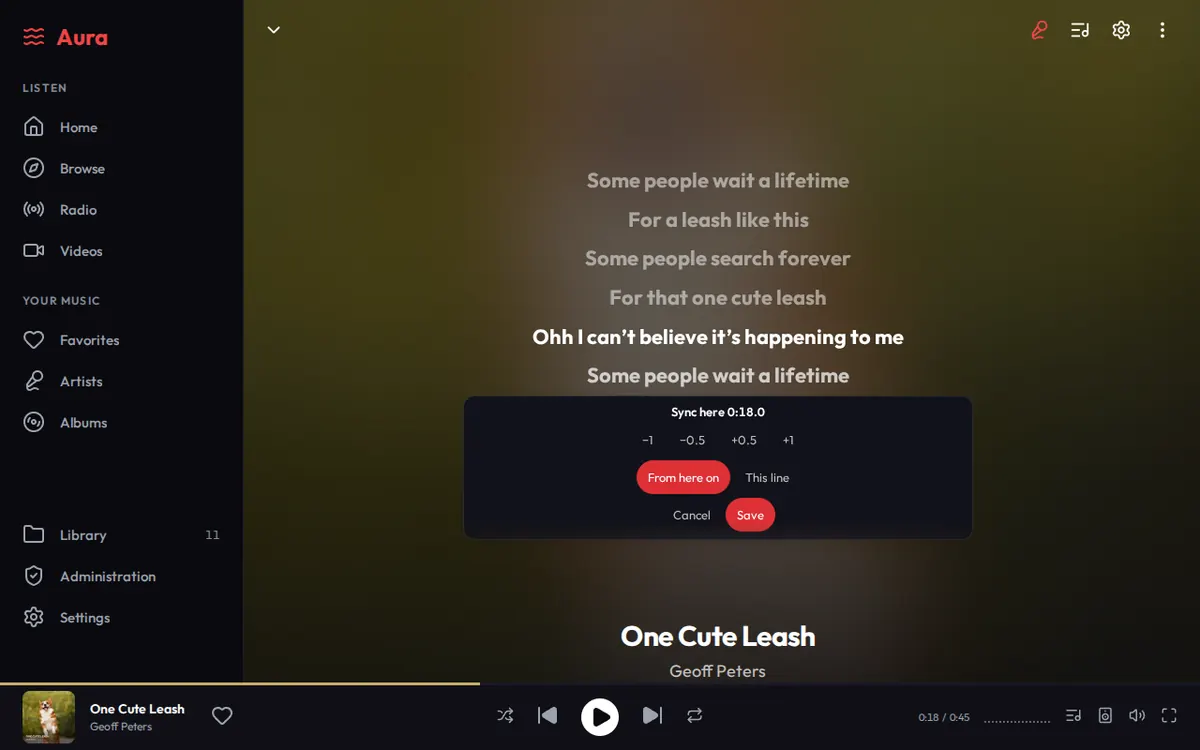 Aura
LISTEN
Home
Browse
Radio
Videos
YOUR MUSIC
Favorites
Artists
Albums
Library 11
Administration
Settings
Some people wait a lifetime
For a leash like this
Some people search forever
For that one cute leash
Ohh I can’t believe it’s happening to me
Some people wait a lifetime
Sync here 0:18.0
−1 −0.5 +0.5 +1
From here on This line
Cancel Save
One Cute Leash
Geoff Peters
One Cute Leash
Geoff Peters
0:18 / 0:45